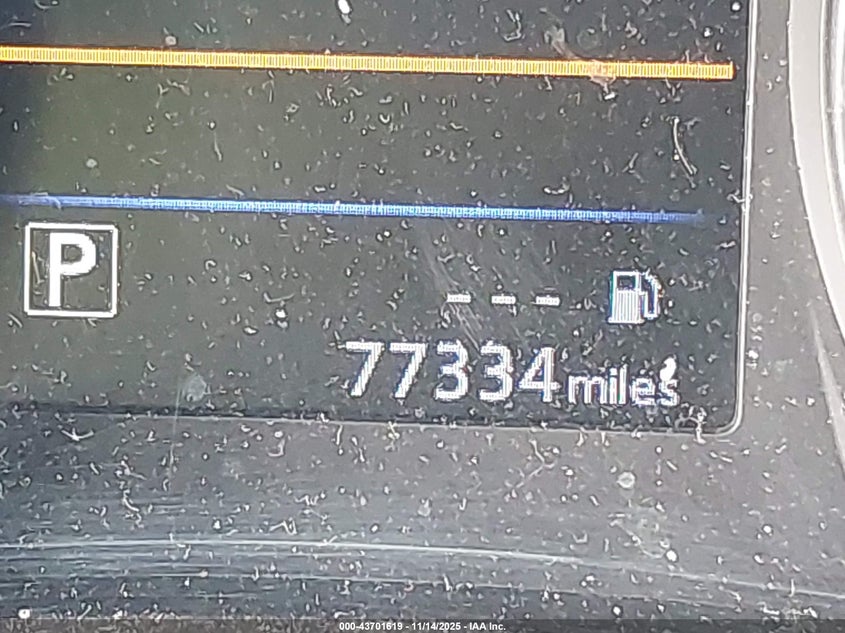 P
---
77334 miles
000-43701619 - 11/14/2025 - IAA Inc.